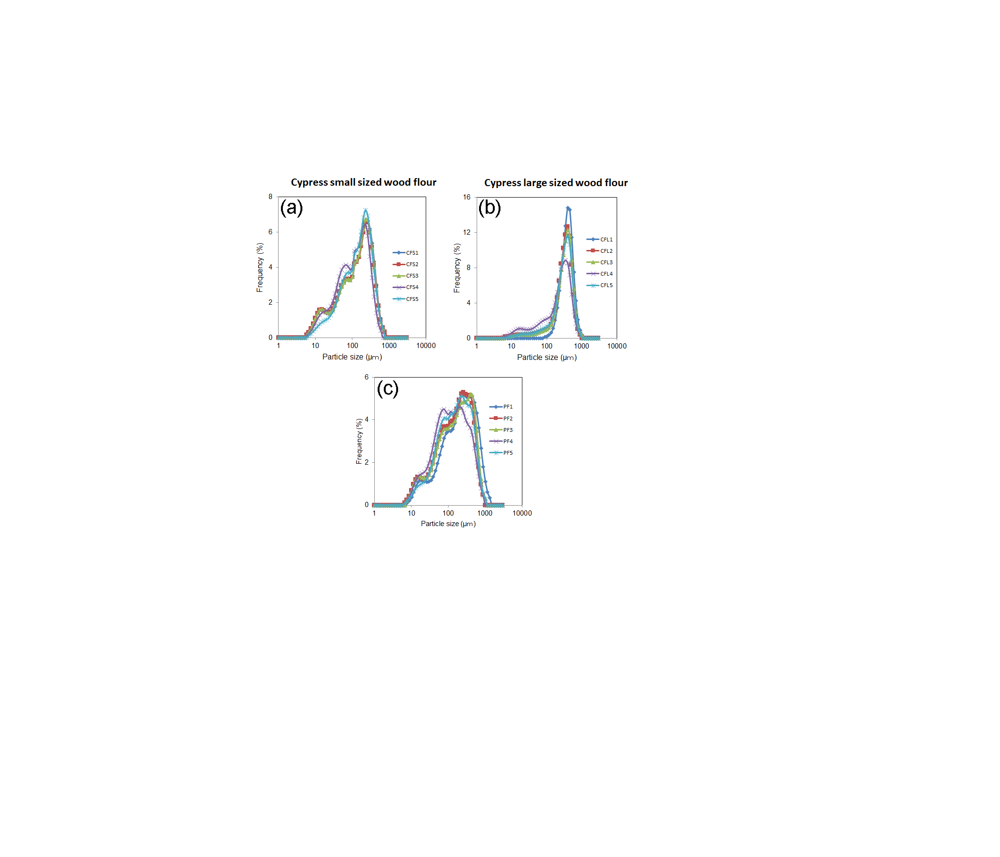 Cypress small sized wood flour
(a)
8
6
4
2
0
Frequency (%)
1 10 100 1000 10000
Particle size (μm)
CFS1
CFS2
CFS3
CFS4
CFS5
Cypress large sized wood flour
(b)
16
12
8
4
0
Frequency (%)
1 10 100 1000 10000
Particle size (μm)
CFL1
CFL2
CFL3
CFL4
CFL5
(c)
6
4
2
0
Frequency (%)
1 10 100 1000 10000
Particle size (μm)
PF1
PF2
PF3
PF4
PF5